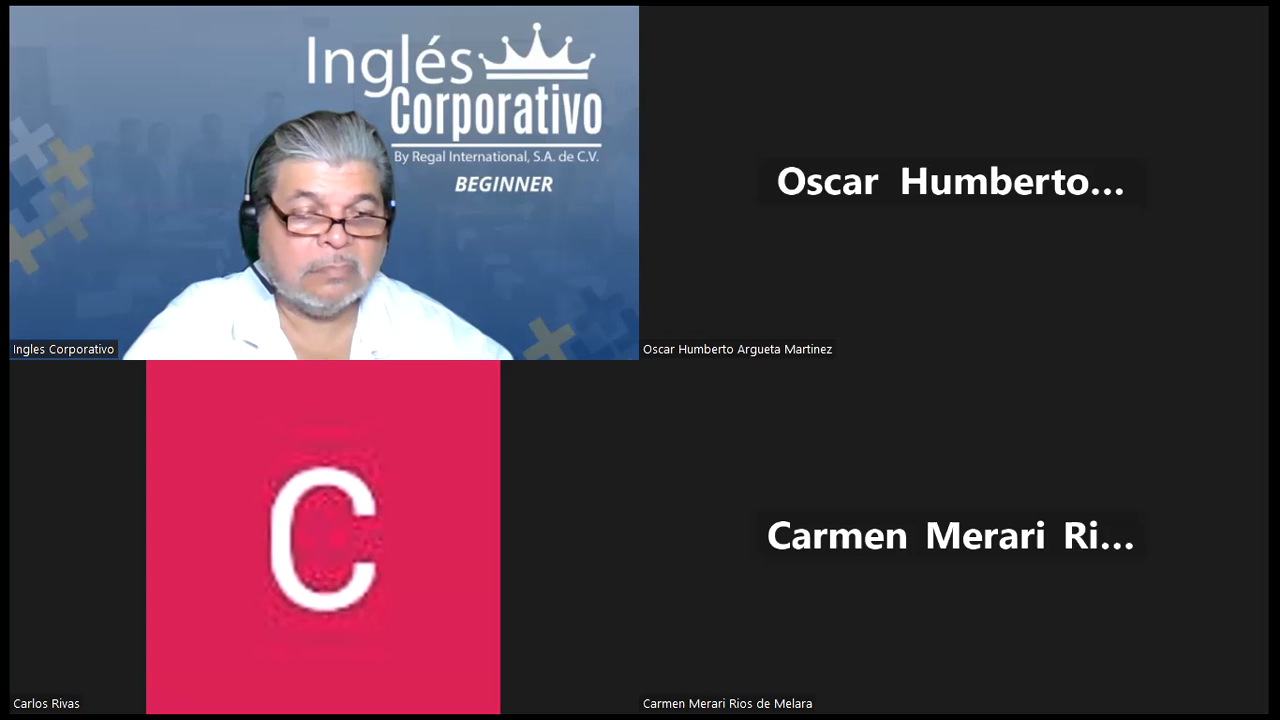 Inglés
Corporativo
By Regal International, S.A. de C.V.
BEGINNER
Ingles Corporativo
Oscar Humberto...
Oscar Humberto Argueta Martinez
C
Carlos Rivas
Carmen Merari Ri...
Carmen Merari Rios de Melara